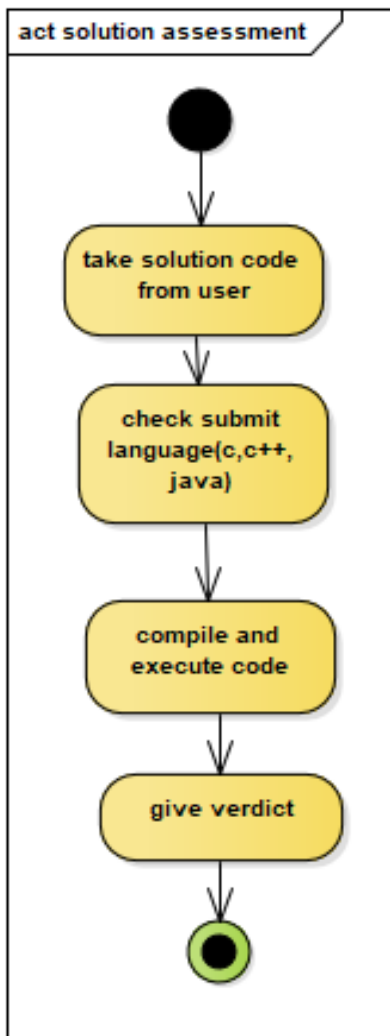 act solution assessment
take solution code
from user
check submit
language(c,c++,
java)
compile and
execute code
give verdict